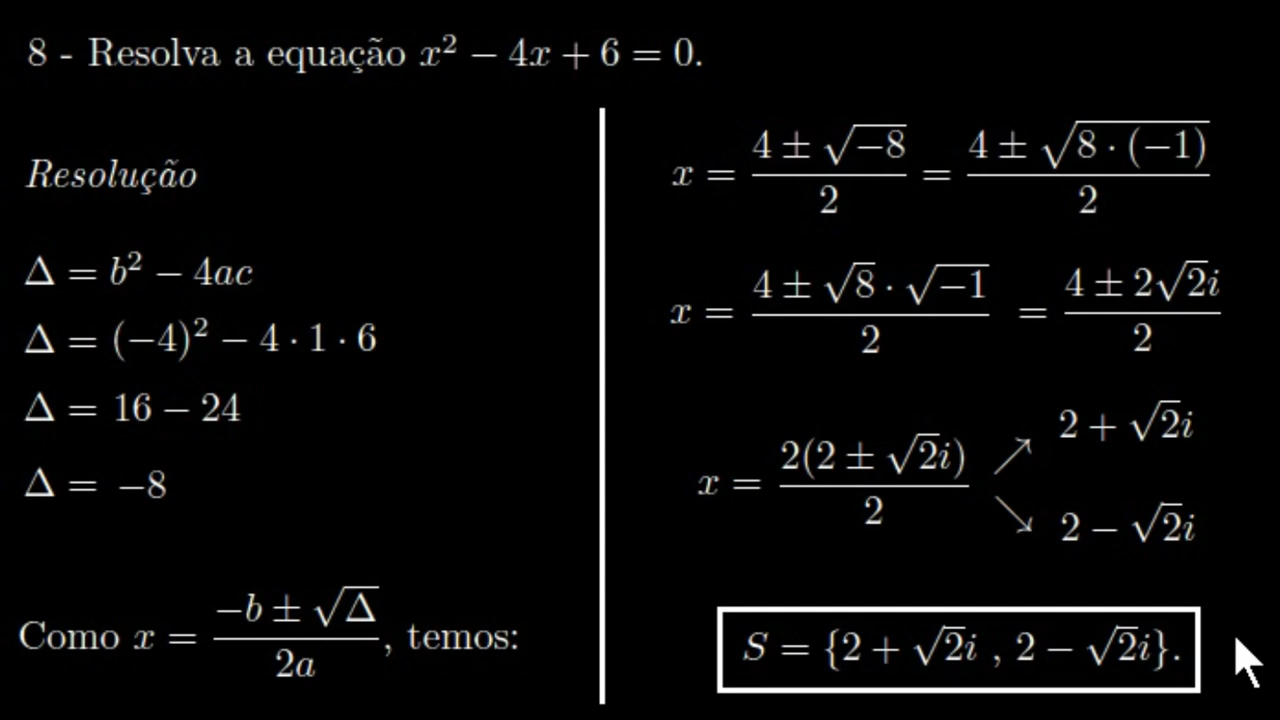 8 - Resolva a equação x² − 4x + 6 = 0.
Resolução
Δ = b² − 4ac
Δ = (−4)² − 4 · 1 · 6
Δ = 16 − 24
Δ = −8
Como x = (−b ± √Δ)/(2a), temos:
x = (4 ± √(−8))/2 = (4 ± √(8 · (−1)))/2
x = (4 ± √8 · √(−1))/2 = (4 ± 2√2i)/2
x = 2(2 ± √2i)/2 ↗ 2 + √2i
↘ 2 − √2i
S = {2 + √2i , 2 − √2i}.